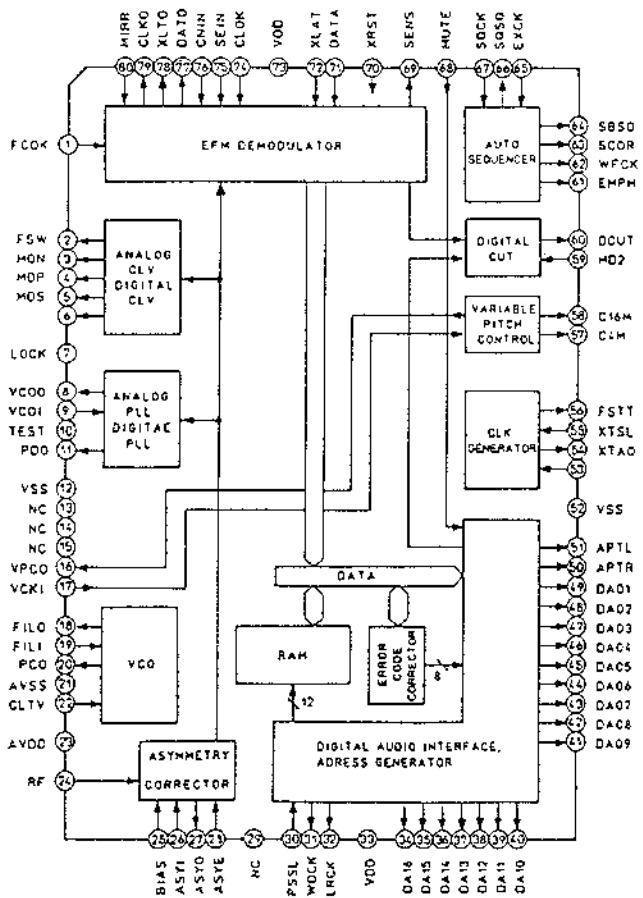 MIRR
CLKO
XLTO
DATO
CNIN
SEIN
CLOK
VDD
XLAT
DATA
XRST
SENS
MUTE
SQCK
SQSO
EXCK
80
79
78
77
76
75
74
73
72
71
70
69
68
67
66
65
FCOK 1
EFM DEMODULATOR
AUTO
SEQUENCER
64 SBSO
63 SCOR
62 WFCK
61 EMPH
FSW 2
MON 3
MDP 4
MDS 5
6
ANALOG
CLV
DIGITAL
CLV
DIGITAL
CUT
60 DOUT
59 MD2
VARIABLE
PITCH
CONTROL
58 C16M
57 C4M
LOCK 7
VCOO 8
VCOI 9
TEST 10
PDO 11
ANALOG
PLL
DIGITAE
PLL
CLK
GENERATOR
56 FSTT
55 XTSL
54 XTAO
53
VSS 12
NC 13
NC 14
NC 15
VPCO 16
VCKI 17
52 VSS
51 APTL
50 APTR
49 DA01
48 DA02
47 DA03
46 DA04
45 DA05
44 DA06
43 DA07
42 DA08
41 DA09
DATA
FILO 18
FILI 19
PCO 20
AVSS 21
CLTV 22
AVDD 23
RF 24
VCO
RAM
ERROR
CODE
CORRECTOR
8
12
DIGITAL AUDIO INTERFACE,
ADRESS GENERATOR
ASYMMETRY
CORRECTOR
25
26
27
28
29
30
31
32
33
34
35
36
37
38
39
40
BIAS
ASYI
ASYO
ASYE
NC
PSSL
WDCK
LRCK
VDD
DA16
DA15
DA14
DA13
DA12
DA11
DA10